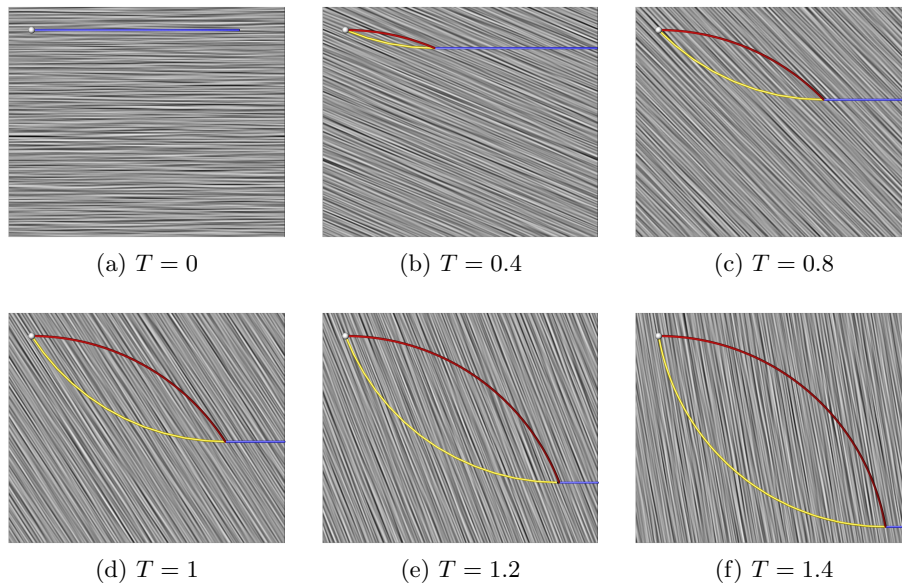 (a) T = 0
(b) T = 0.4
(c) T = 0.8
(d) T = 1
(e) T = 1.2
(f) T = 1.4